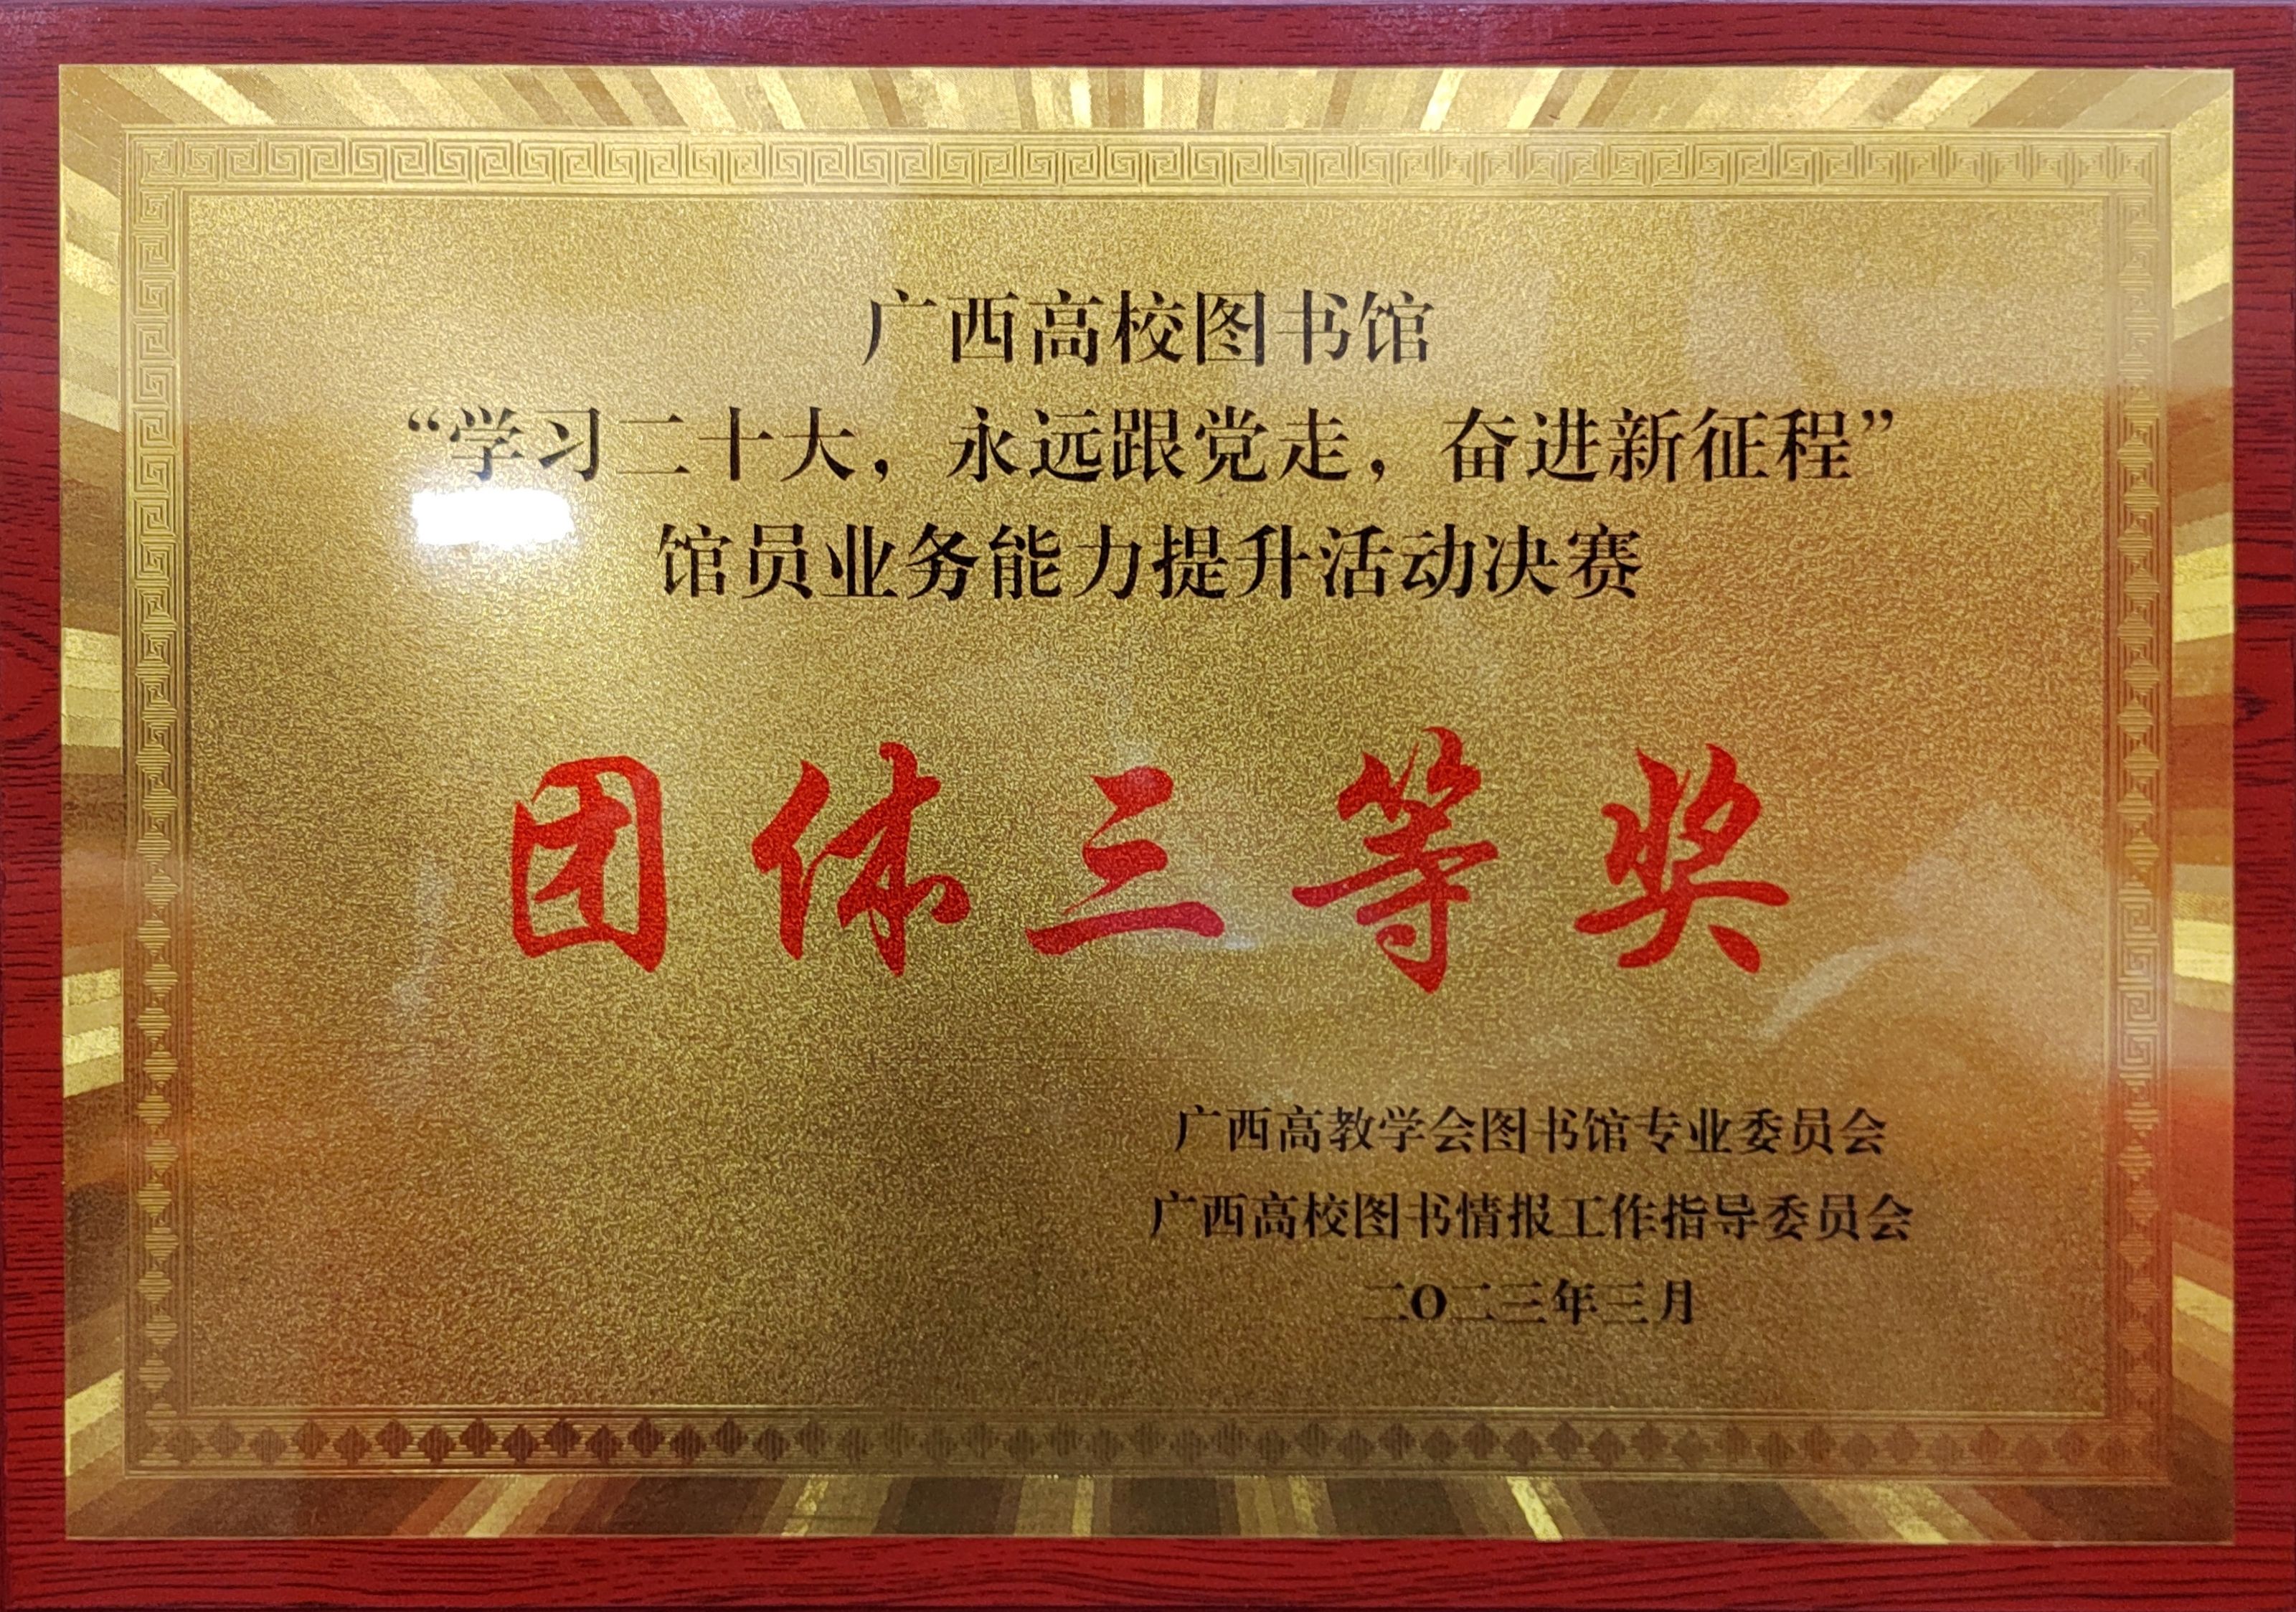 广西高校图书馆
“学习二十大，永远跟党走，奋进新征程”
馆员业务能力提升活动决赛
团体三等奖
广西高教学会图书馆专业委员会
广西高校图书情报工作指导委员会
二O二三年三月